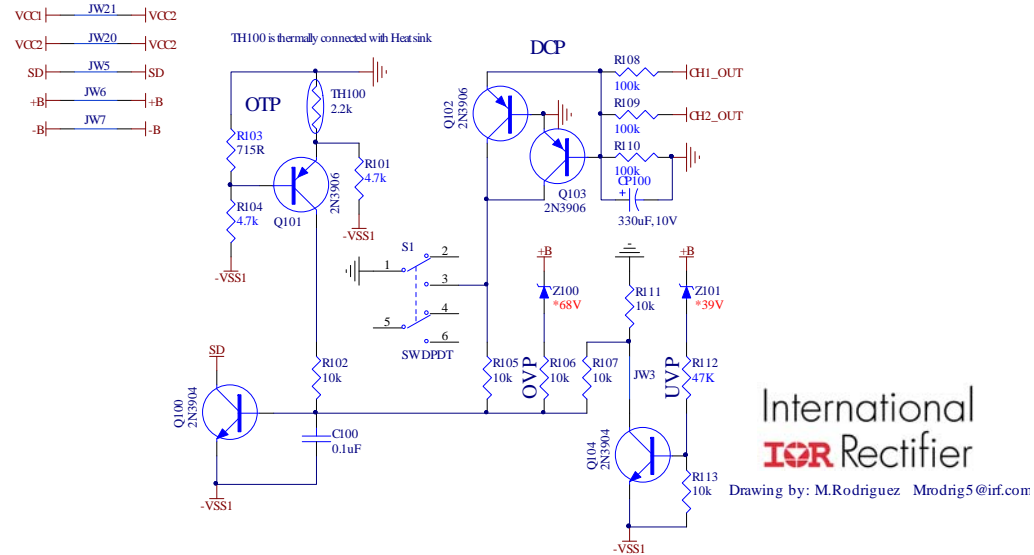 VCC1 JW21 VCC2
VCC2 JW20 VCC2
SD JW5 SD
+B JW6 +B
-B JW7 -B
TH100 is thermally connected with Heatsink
DCP
OTP
TH100
2.2k
R103
715R
R104
4.7k
-VSS1
Q101
2N3906
R101
4.7k
-VSS1
Q102
2N3906
Q103
2N3906
R108
100k
CH1_OUT
R109
100k
CH2_OUT
R110
100k
CP100
+
330uF, 10V
S1
1
2
3
4
5
6
SWDPDT
+B
Z100
*68V
R111
10k
+B
Z101
*39V
SD
Q100
2N3904
R102
10k
C100
0.1uF
-VSS1
R105
10k
OVP
R106
10k
R107
10k
JW3
UVP
R112
47K
Q104
2N3904
R113
10k
-VSS1
International
IOR Rectifier
Drawing by: M.Rodriguez Mrodrig5@irf.com